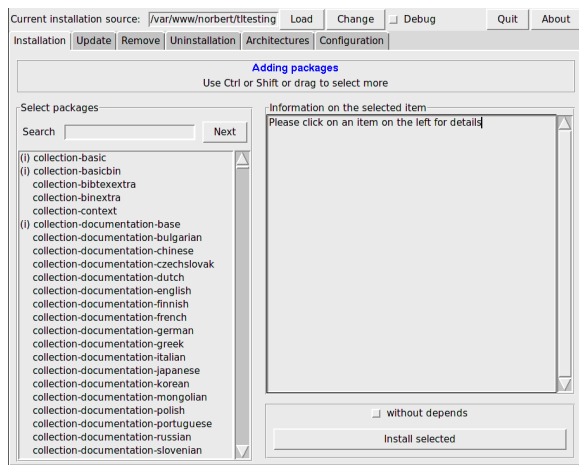 Current installation source: /var/www/norbert/tltesting Load Change Debug Quit About
Installation Update Remove Uninstallation Architectures Configuration
Adding packages
Use Ctrl or Shift or drag to select more
Select packages
Search Next
(i) collection-basic
(i) collection-basicbin
collection-bibtexextra
collection-binextra
collection-context
(i) collection-documentation-base
collection-documentation-bulgarian
collection-documentation-chinese
collection-documentation-czechslovak
collection-documentation-dutch
collection-documentation-english
collection-documentation-finnish
collection-documentation-french
collection-documentation-german
collection-documentation-greek
collection-documentation-italian
collection-documentation-japanese
collection-documentation-korean
collection-documentation-mongolian
collection-documentation-polish
collection-documentation-portuguese
collection-documentation-russian
collection-documentation-slovenian
Information on the selected item
Please click on an item on the left for details
without depends
Install selected